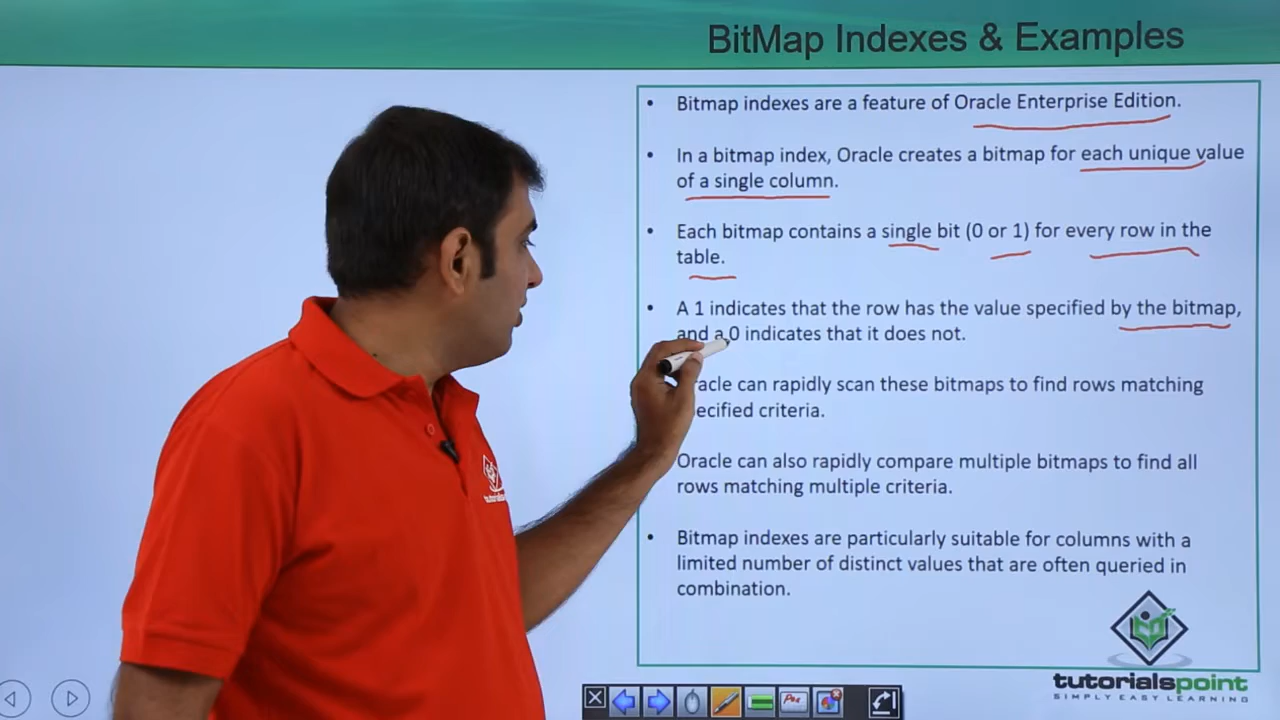 BitMap Indexes & Examples
• Bitmap indexes are a feature of Oracle Enterprise Edition.
• In a bitmap index, Oracle creates a bitmap for each unique value
of a single column.
• Each bitmap contains a single bit (0 or 1) for every row in the
table.
• A 1 indicates that the row has the value specified by the bitmap,
and a 0 indicates that it does not.
racle can rapidly scan these bitmaps to find rows matching
ecified criteria.
Oracle can also rapidly compare multiple bitmaps to find all
rows matching multiple criteria.
• Bitmap indexes are particularly suitable for columns with a
limited number of distinct values that are often queried in
combination.
tutorialspoint
SIMPLY EASY LEARNING